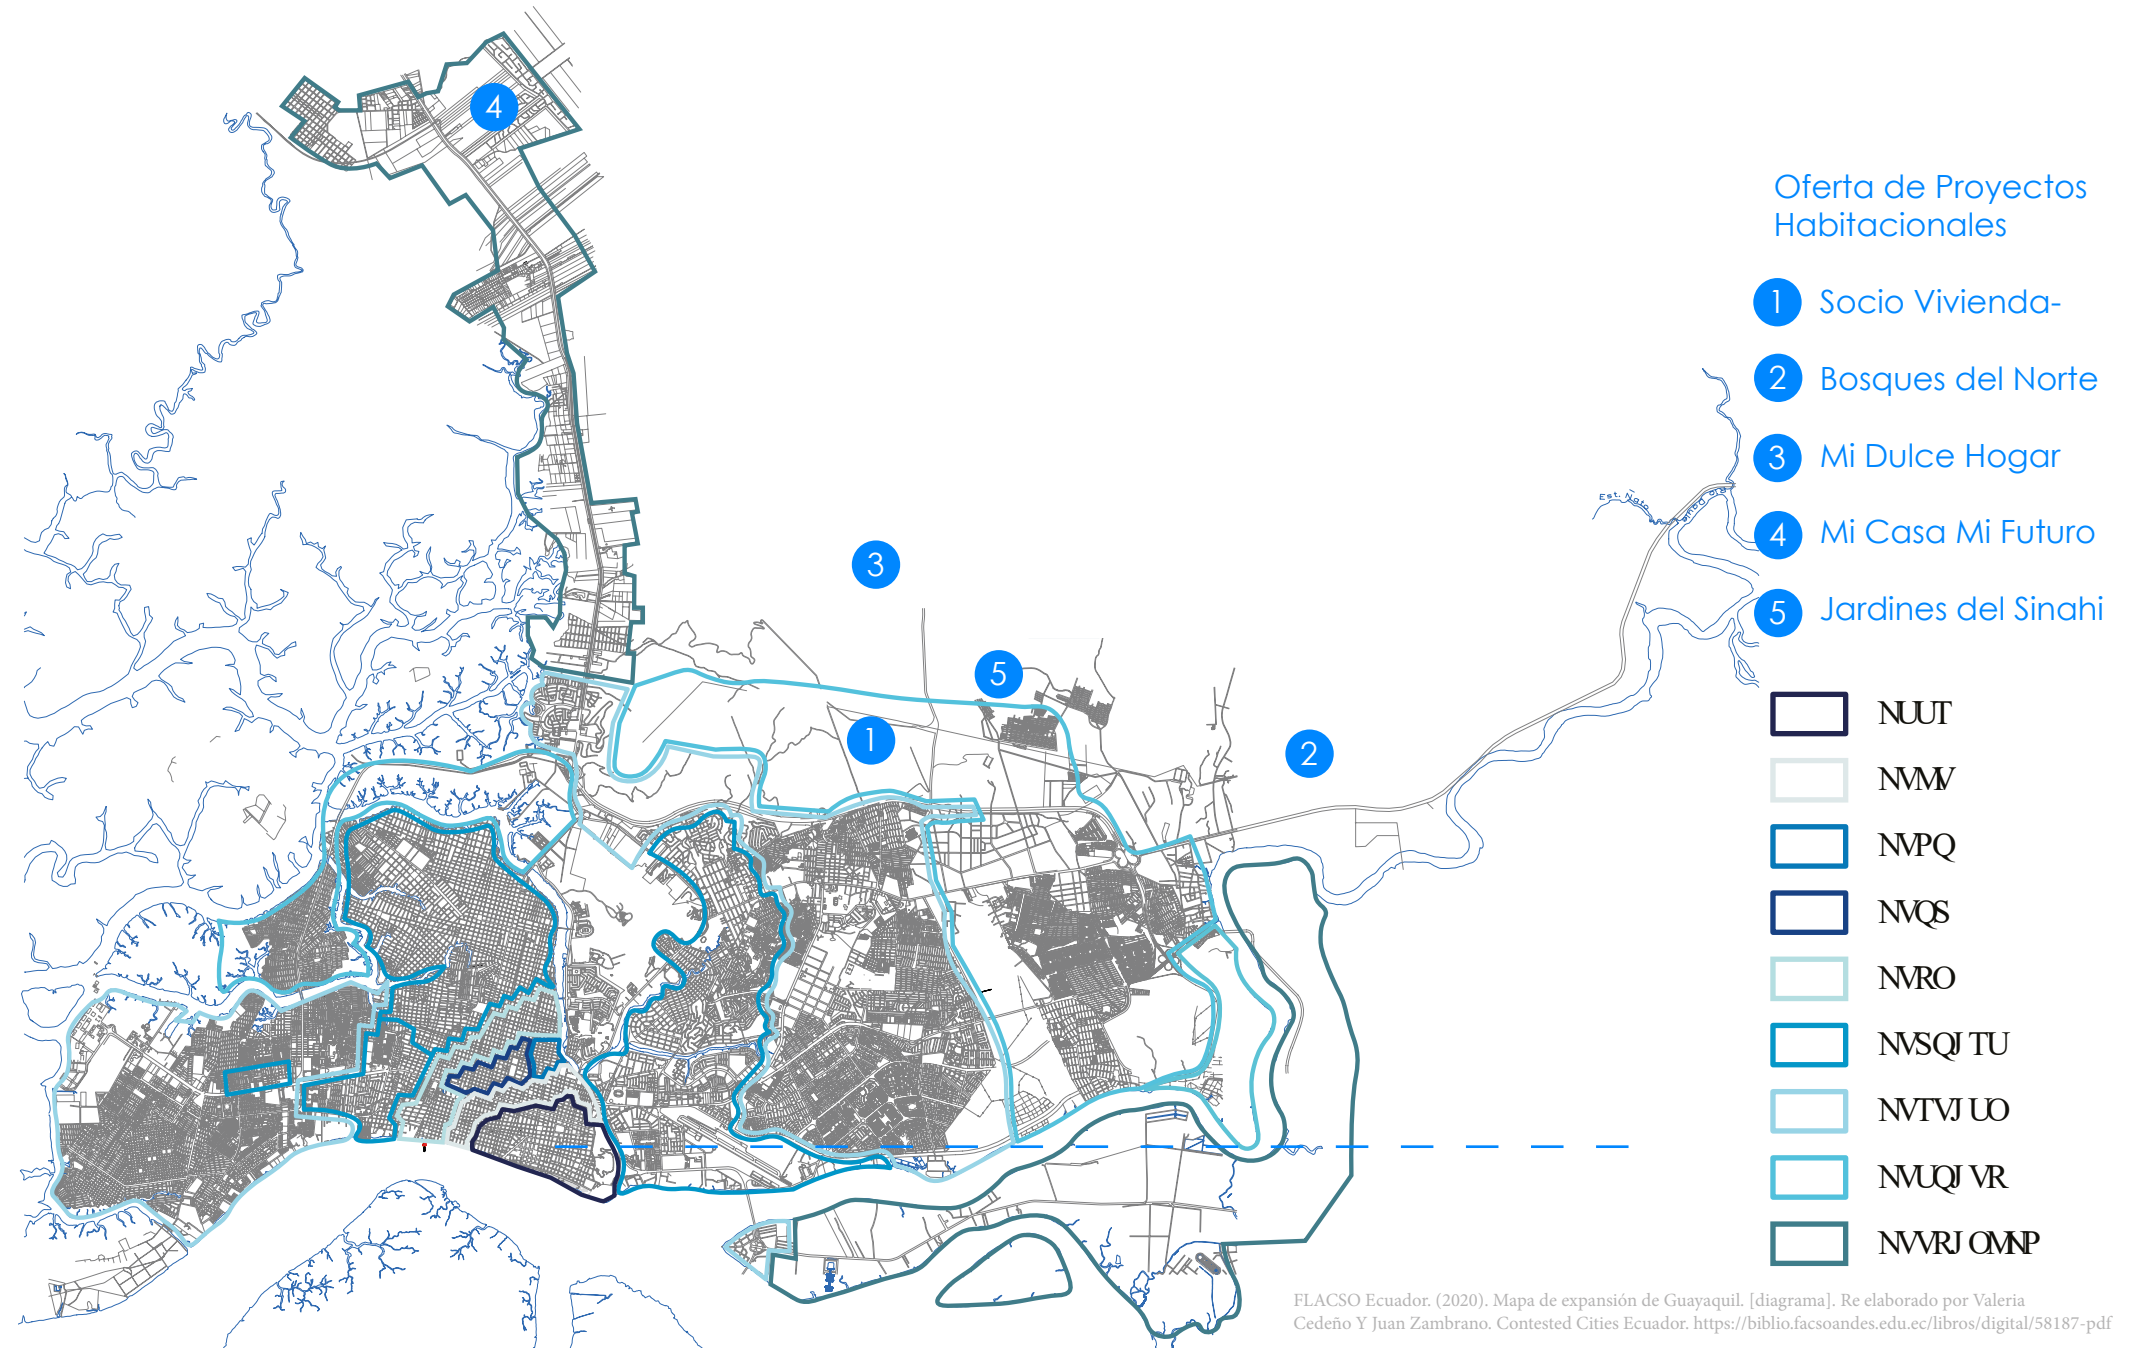 Oferta de Proyectos
Habitacionales
1 Socio Vivienda-
2 Bosques del Norte
3 Mi Dulce Hogar
4 Mi Casa Mi Futuro
5 Jardines del Sinahi
NUUT
NVMV
NVPQ
NVQS
NVRO
NVSQJ TU
NVTVJ UO
NVUQJ VR
NVVRJ OMNP
4
3
5
1
2
Est. Nato
FLACSO Ecuador. (2020). Mapa de expansión de Guayaquil. [diagrama]. Re elaborado por Valeria
Cedeño Y Juan Zambrano. Contested Cities Ecuador. https://biblio.facsoandes.edu.ec/libros/digital/58187-pdf